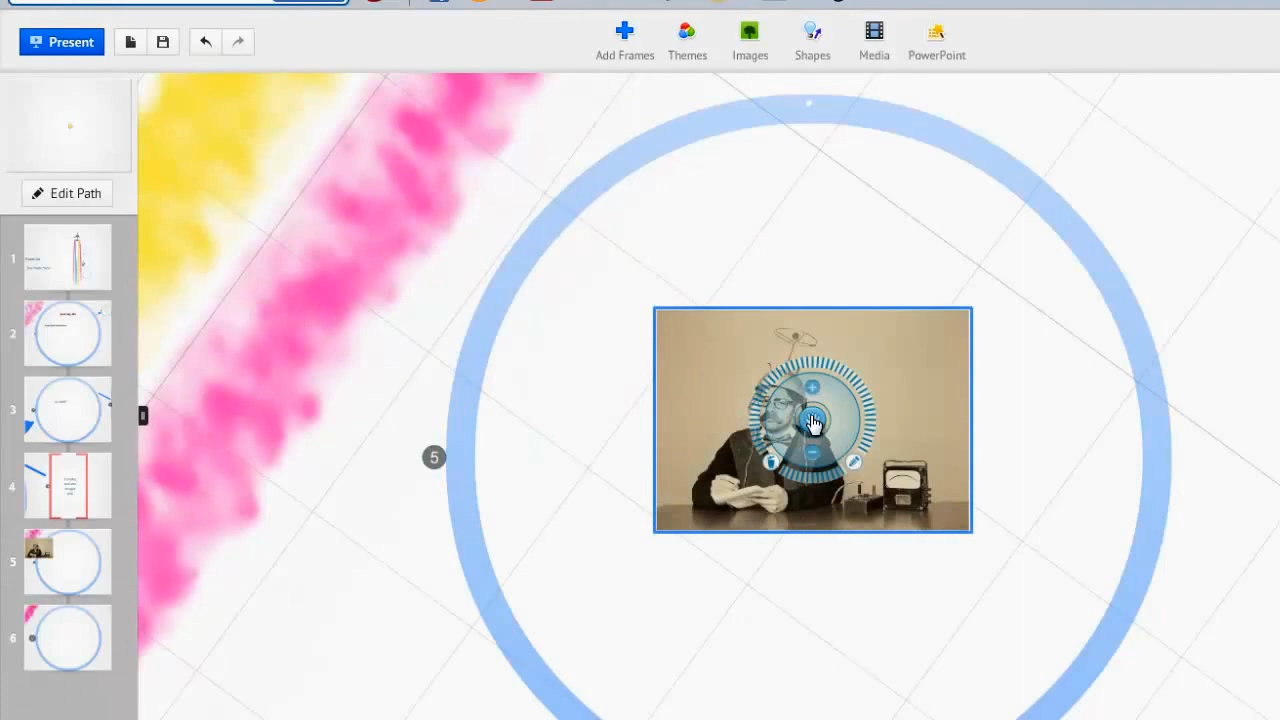 Present
Add Frames
Themes
Images
Shapes
Media
PowerPoint
Edit Path
1
2
3
4
5
6
5